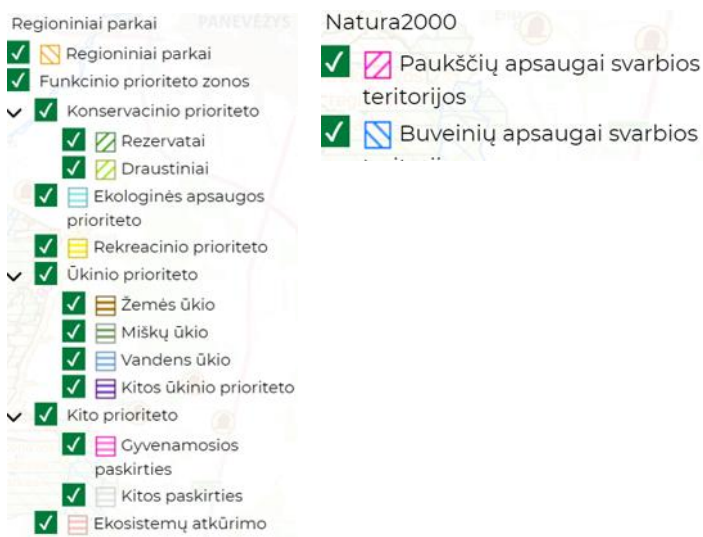 Regioniniai parkai
Regioniniai parkai
Funkcinio prioriteto zonos
Konservacinio prioriteto
Rezervatai
Draustiniai
Ekologinės apsaugos
prioriteto
Rekreacinio prioriteto
Ūkinio prioriteto
Žemės ūkio
Miškų ūkio
Vandens ūkio
Kitos ūkinio prioriteto
Kito prioriteto
Gyvenamosios
paskirties
Kitos paskirties
Ekosistemų atkūrimo
PANEVĖŽYS
Natura2000
Paukščių apsaugai svarbios
teritorijos
Buveinių apsaugai svarbios